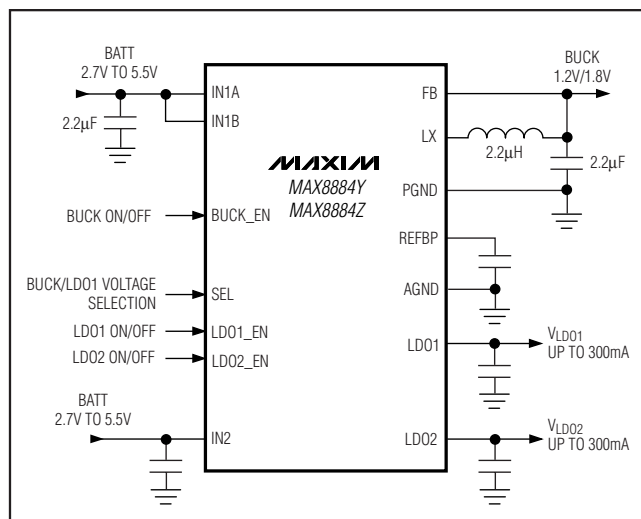 BATT
2.7V TO 5.5V
2.2µF
IN1A
IN1B
BUCK ON/OFF
BUCK_EN
BUCK/LDO1 VOLTAGE
SELECTION
SEL
LDO1 ON/OFF
LDO1_EN
LDO2 ON/OFF
LDO2_EN
BATT
2.7V TO 5.5V
IN2
MAXIM
MAX8884Y
MAX8884Z
FB
BUCK
1.2V/1.8V
LX
2.2µH
2.2µF
PGND
REFBP
AGND
LDO1
VLDO1
UP TO 300mA
LDO2
VLDO2
UP TO 300mA